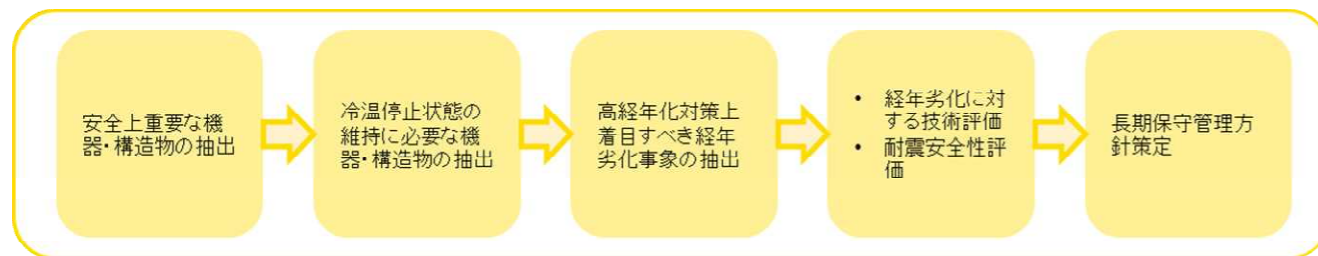 安全上重要な機
器・構造物の抽出
冷温停止状態の
維持に必要な機
器・構造物の抽出
高経年化対策上
着目すべき経年
劣化事象の抽出
• 経年劣化に対
する技術評価
• 耐震安全性評
価
長期保守管理方
針策定